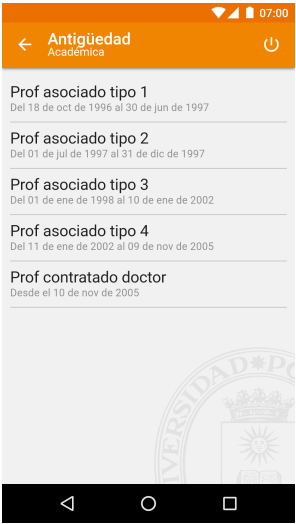 07:00
Antigüedad
Académica
Prof asociado tipo 1
Del 18 de oct de 1996 al 30 de jun de 1997
Prof asociado tipo 2
Del 01 de jul de 1997 al 31 de dic de 1997
Prof asociado tipo 3
Del 01 de ene de 1998 al 10 de ene de 2002
Prof asociado tipo 4
Del 11 de ene de 2002 al 09 de nov de 2005
Prof contratado doctor
Desde el 10 de nov de 2005